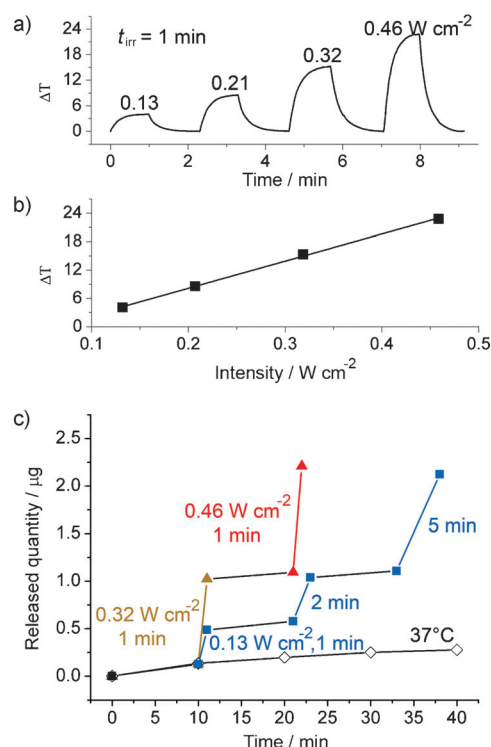 a)
t_irr = 1 min
0.13
0.21
0.32
0.46 W cm⁻²
ΔT
24
18
12
6
0
0 2 4 6 8
Time / min
b)
ΔT
24
18
12
6
0
0.1 0.2 0.3 0.4 0.5
Intensity / W cm⁻²
c)
Released quantity / µg
2.5
2.0
1.5
1.0
0.5
0.0
0.46 W cm⁻²
1 min
5 min
0.32 W cm⁻²
1 min
2 min
0.13 W cm⁻²,1 min
37°C
0 10 20 30 40
Time / min